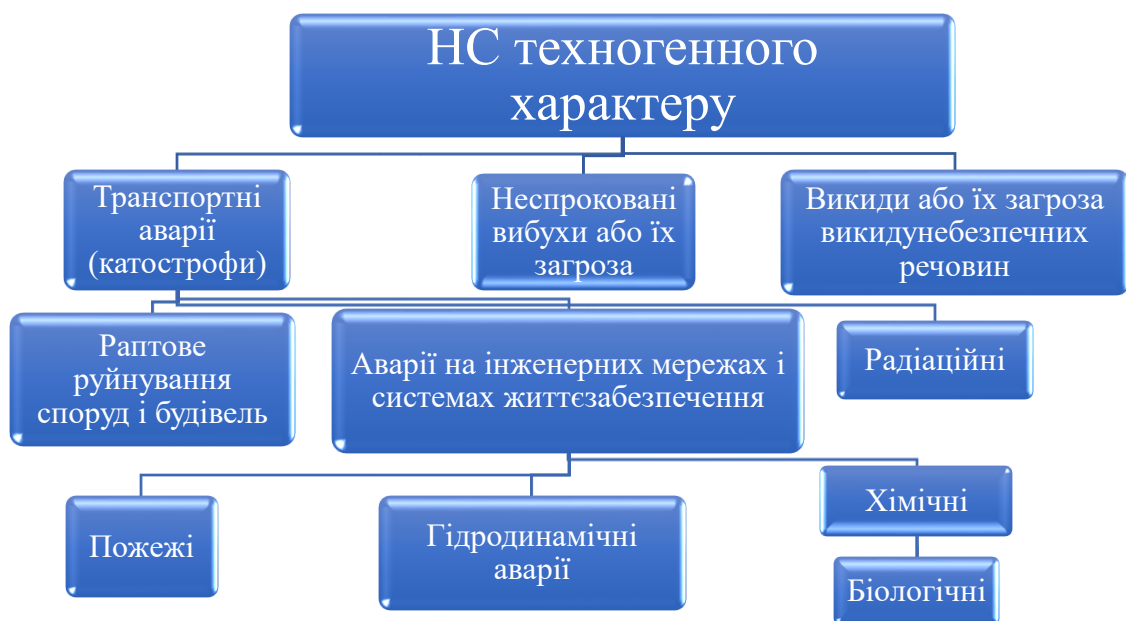 НС техногенного
характеру
Транспортні
аварії
(катострофи)
Неспроковані
вибухи або їх
загроза
Викиди або їх загроза
викидунебезпечних
речовин
Раптове
руйнування
споруд і будівель
Аварії на інженерних мережах і
системах життєзабезпечення
Радіаційні
Пожежі
Гідродинамічні
аварії
Хімічні
Біологічні